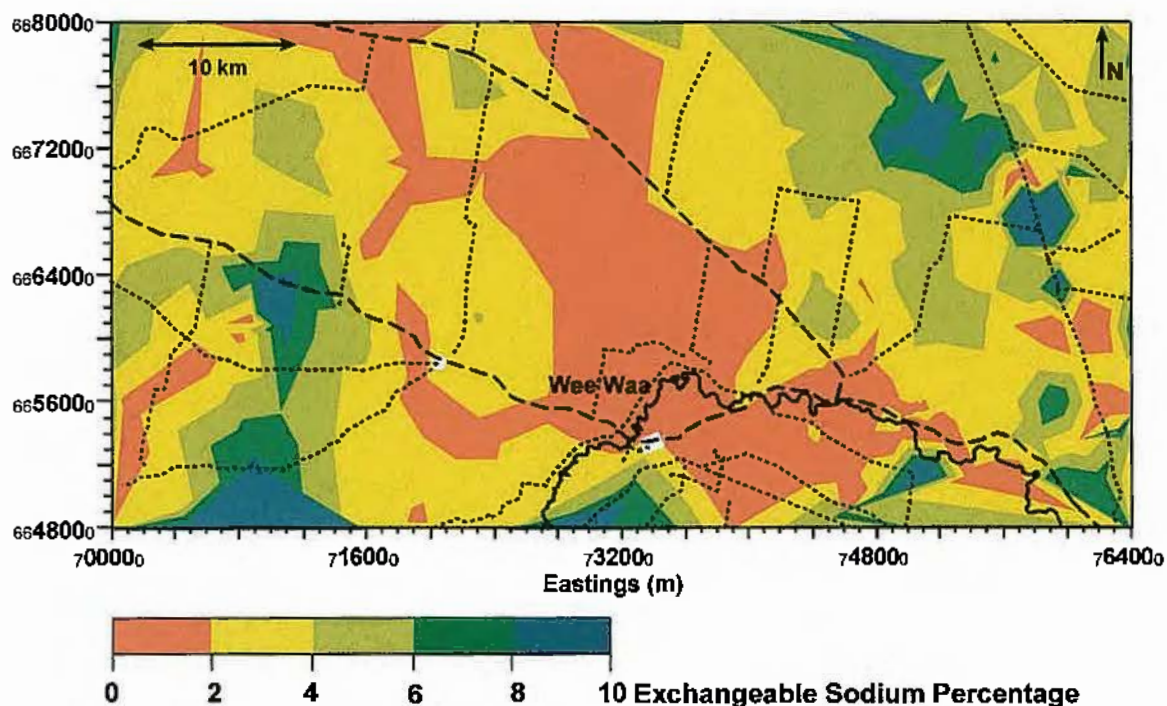 6680000
10 km
N
6672000
6664000
Wee Waa
6656000
6648000
700000 716000 732000 748000 764000
Eastings (m)
0 2 4 6 8 10 Exchangeable Sodium Percentage